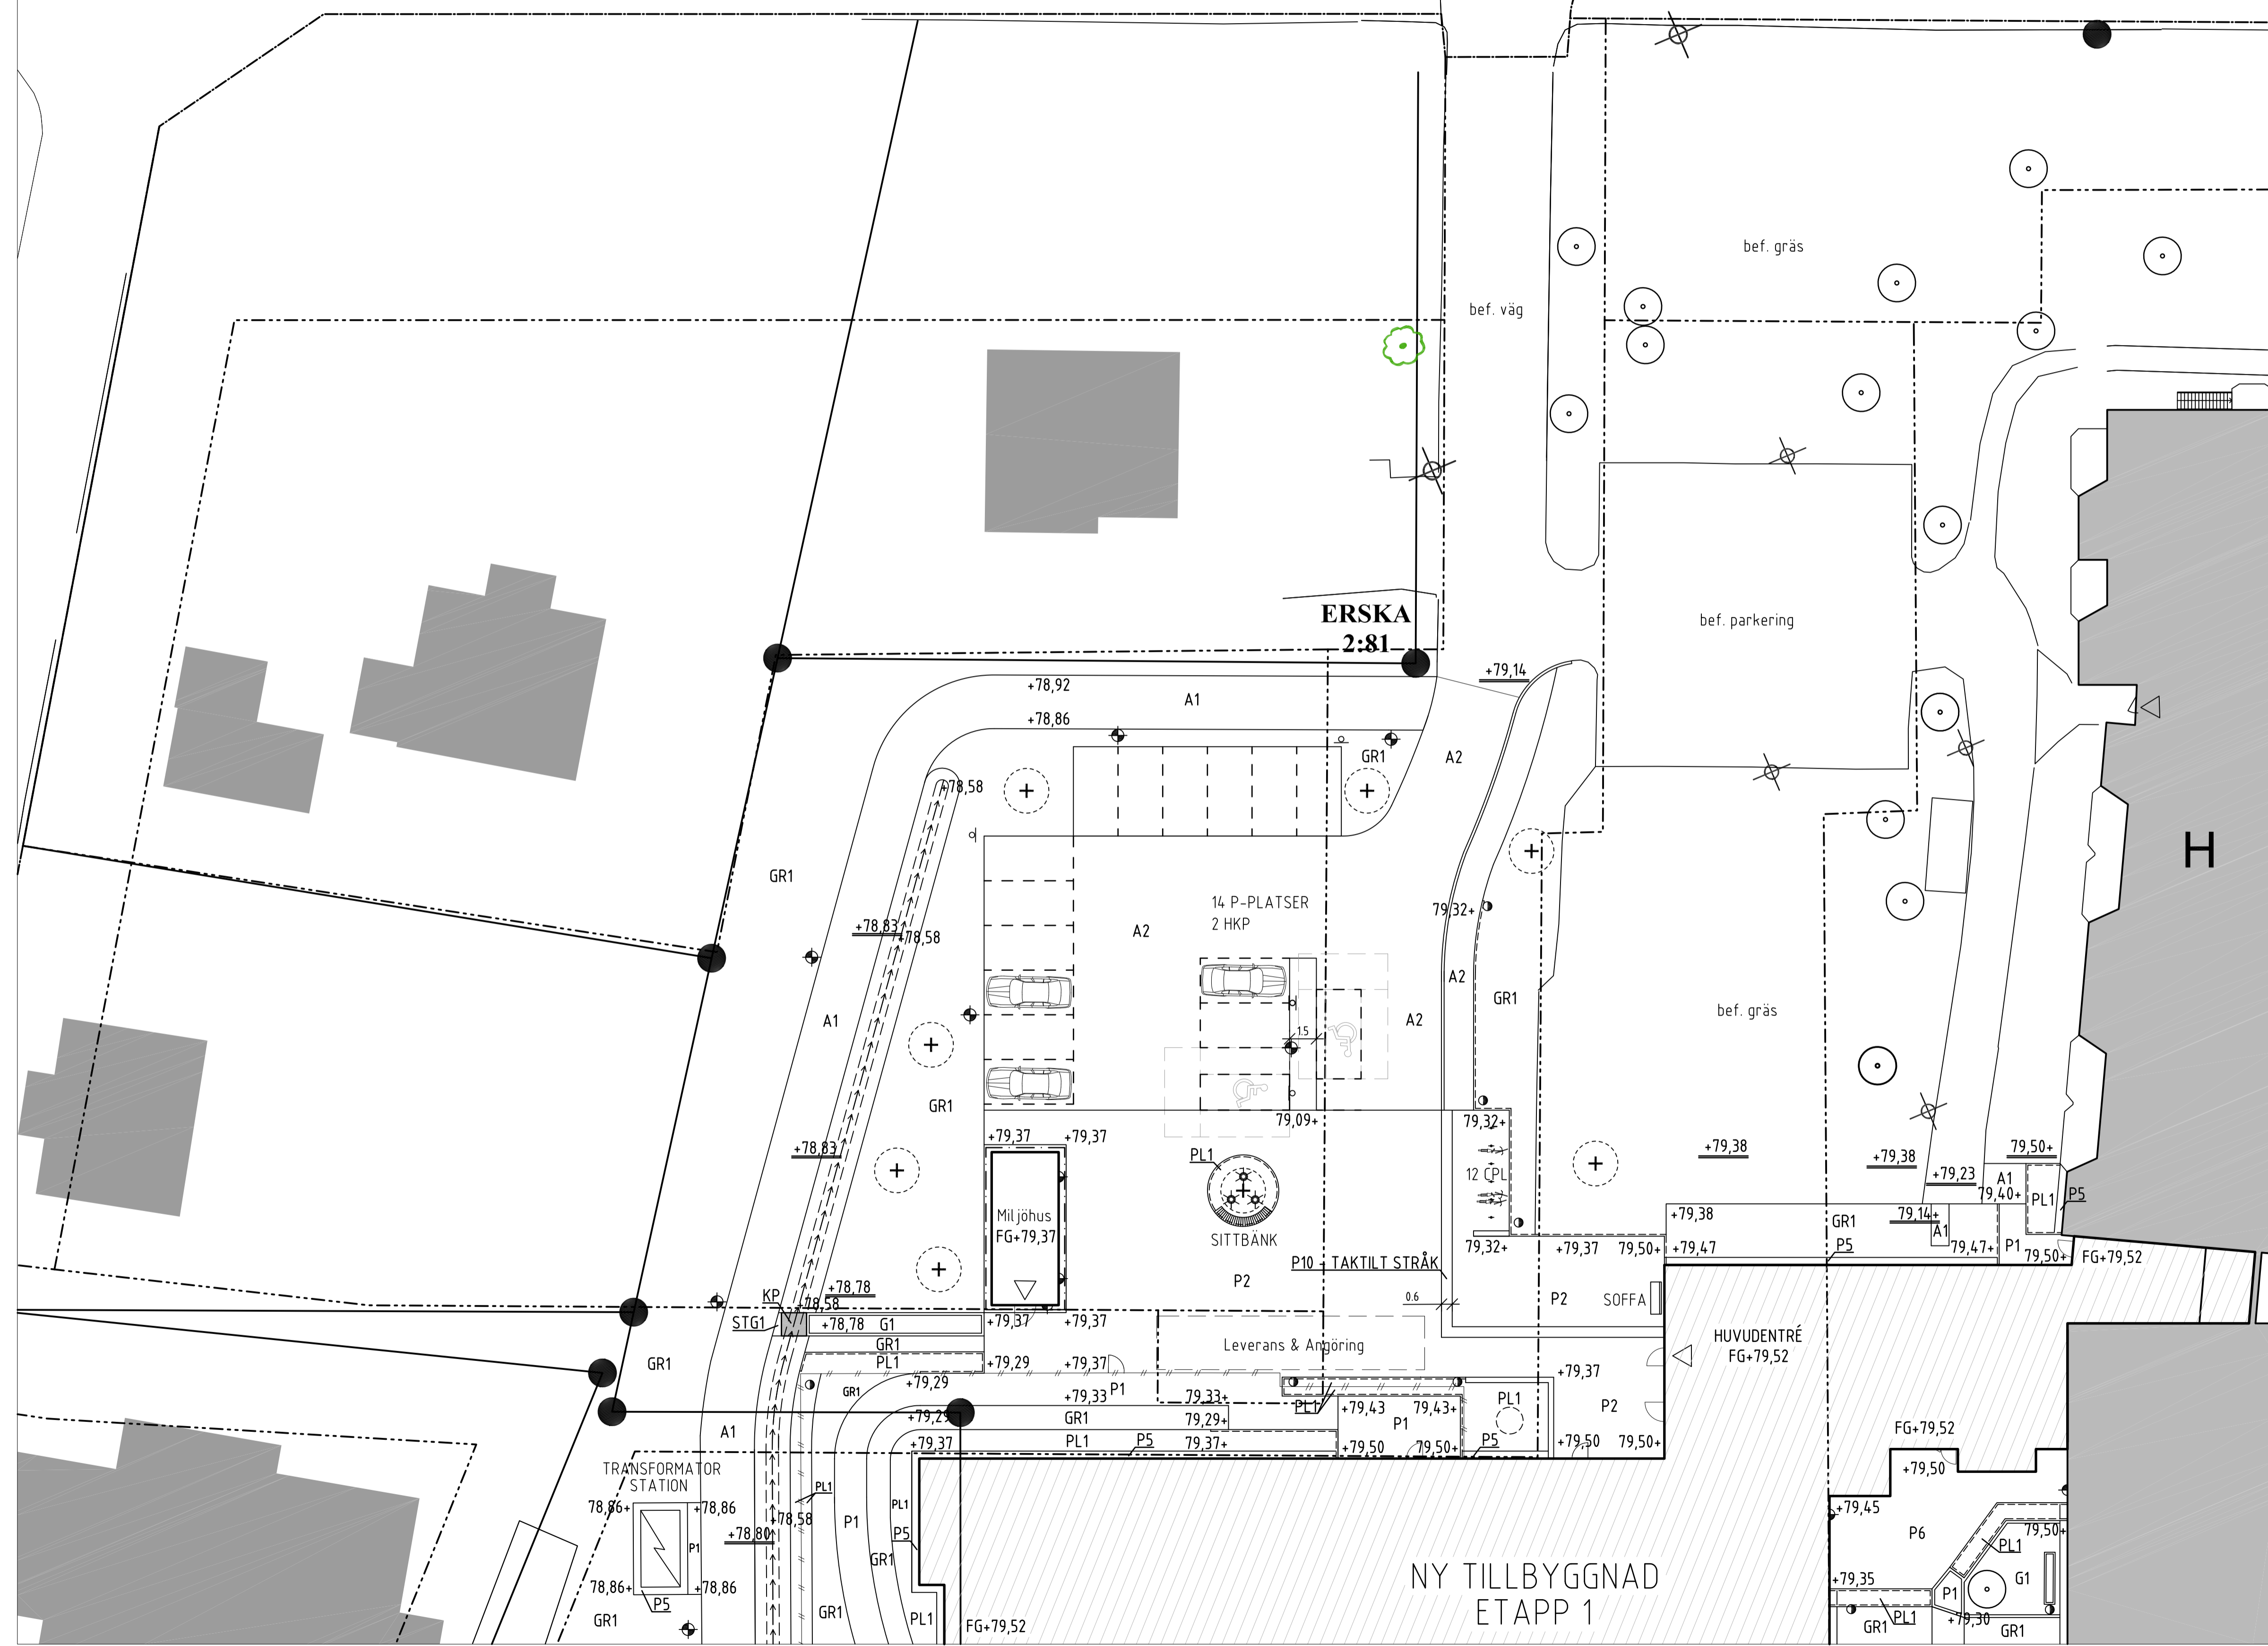 bef. gräs
bef. väg
ERSKA
2:81
bef. parkering
+79,14
+78,92
A1
+78,86
GR1
A2
+78,58
H
GR1
14 P-PLATSER
2 HKP
79,32+
A2
+78,83
+78,58
A2
GR1
bef. gräs
A1
A2
1.5
GR1
79,09+
79,32+
+79,37
+79,37
+79,38
79,50+
+78,83
PL1
12 CPL
+79,38
+79,23
A1
79,40+
PL1
P5
Miljöhus
FG+79,37
SITTBÄNK
+79,38
GR1
79,14+
A1
79,32+
+79,37
79,50+
+79,47
P5
79,47+
P1
79,50+
FG+79,52
P10 - TAKTILT STRÅK
P2
+78,78
KP
+78,58
0.6
P2
SOFFA
STG1
+78,78
G1
+79,37
+79,37
HUVUDENTRÉ
FG+79,52
GR1
Leverans & Angöring
GR1
PL1
+79,29
+79,37
+79,37
+79,29
GR1
P1
+79,33
79,33+
PL1
PL1
P2
+79,29
GR1
79,29+
+79,43
79,43+
P1
A1
+79,37
PL1
P5
79,37+
+79,50
79,50+
P5
+79,50
79,50+
FG+79,52
TRANSFORMATOR
STATION
+79,50
PL1
78,86+
+78,86
PL1
+79,45
+78,58
P1
P5
P6
79,50+
+78,80
P1
PL1
GR1
NY TILLBYGGNAD
ETAPP 1
+79,35
G1
78,86+
+78,86
P1
P5
GR1
GR1
PL1
FG+79,52
PL1
+79,30
GR1
GR1